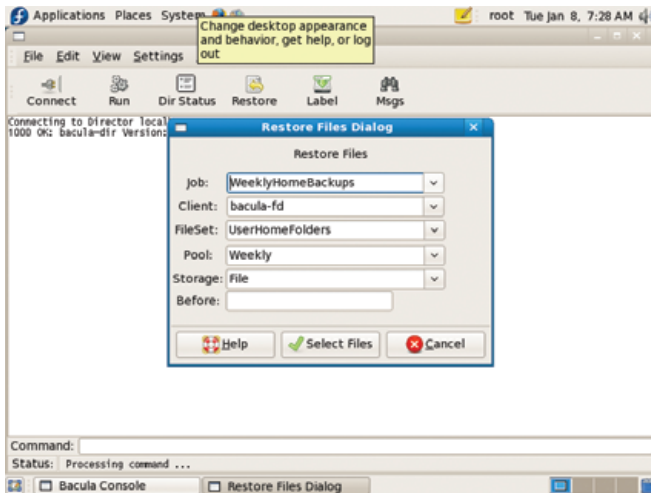 Applications Places System
root Tue Jan 8, 7:28 AM
Change desktop appearance
and behavior, get help, or log
out
File Edit View Settings
Connect Run Dir Status Restore Label Msgs
Connecting to Director local
1000 OK: bacula-dir Version:
Restore Files Dialog
Restore Files
Job: WeeklyHomeBackups
Client: bacula-fd
FileSet: UserHomeFolders
Pool: Weekly
Storage: File
Before:
Help Select Files Cancel
Command:
Status: Processing command ...
Bacula Console Restore Files Dialog